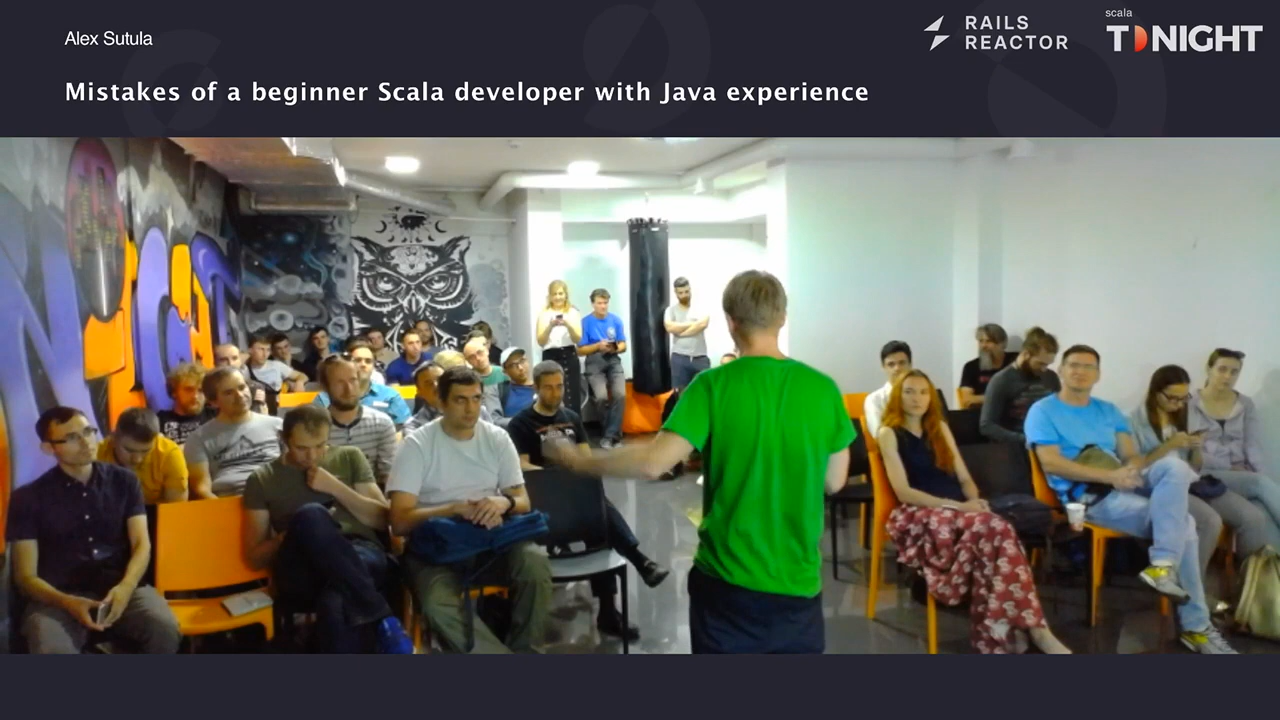 Alex Sutula
Mistakes of a beginner Scala developer with Java experience
RAILS
REACTOR
scala
TONIGHT